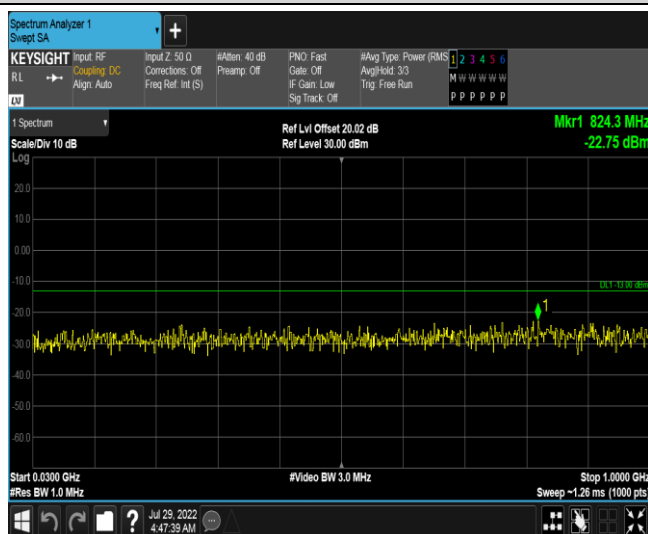 Spectrum Analyzer 1
Swept SA
+
KEYSIGHT
RL
LXI
Input: RF
Coupling: DC
Align: Auto
Input Z: 50 Ω
Corrections: Off
Freq Ref: Int (S)
#Atten: 40 dB
Preamp: Off
PNO: Fast
Gate: Off
IF Gain: Low
Sig Track: Off
#Avg Type: Power (RMS
Avg|Hold: 3/3
Trig: Free Run
1 2 3 4 5 6
M W W W W W
P P P P P P
1 Spectrum
Scale/Div 10 dB
Log
Ref Lvl Offset 20.02 dB
Ref Level 30.00 dBm
Mkr1 824.3 MHz
-22.75 dBm
20.0
10.0
0.00
-10.0
DL1 -13.00 dBm
-20.0
1
-30.0
-40.0
-50.0
-60.0
Start 0.0300 GHz
#Video BW 3.0 MHz
Stop 1.0000 GHz
#Res BW 1.0 MHz
Sweep ~1.26 ms (1000 pts)
?
Jul 29, 2022
4:47:39 AM